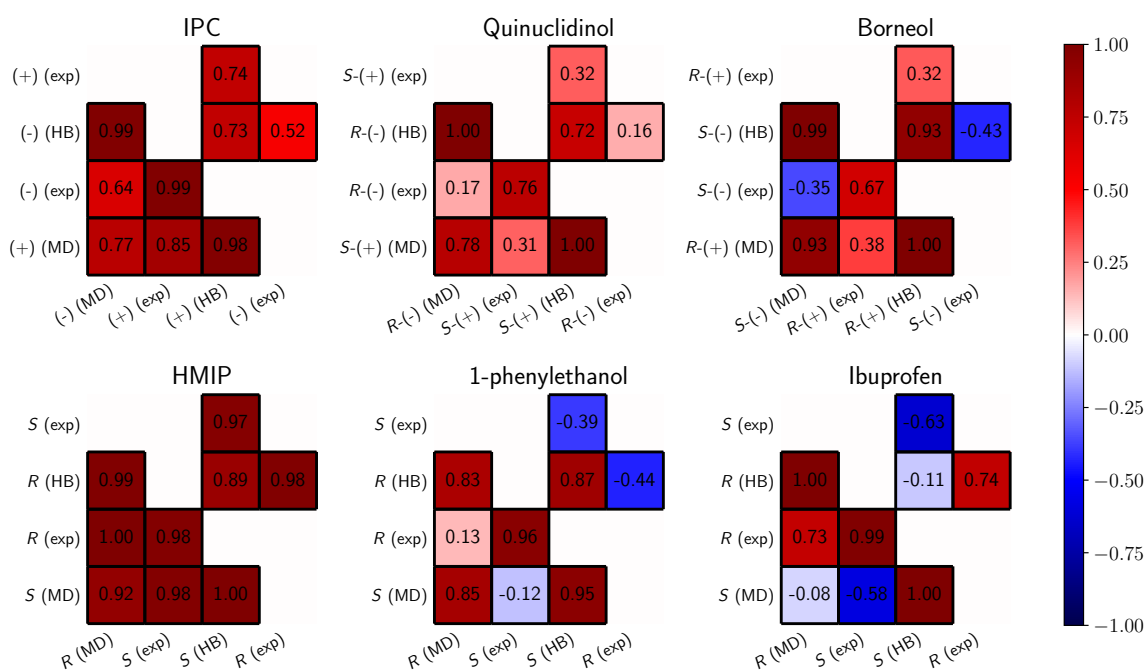 IPC
Quinuclidinol
Borneol
(+) (exp)
0.74
(-) (HB)
0.99
0.73
0.52
(-) (exp)
0.64
0.99
(+) (MD)
0.77
0.85
0.98
(-) (MD)
(+) (exp)
(+) (HB)
(-) (exp)
S-(+) (exp)
0.32
R-(-) (HB)
1.00
0.72
0.16
R-(-) (exp)
0.17
0.76
S-(+) (MD)
0.78
0.31
1.00
R-(-) (MD)
S-(+) (exp)
S-(+) (HB)
R-(-) (exp)
R-(+) (exp)
0.32
S-(-) (HB)
0.99
0.93
-0.43
S-(-) (exp)
-0.35
0.67
R-(+) (MD)
0.93
0.38
1.00
S-(-) (MD)
R-(+) (exp)
R-(+) (HB)
S-(-) (exp)
HMIP
1-phenylethanol
Ibuprofen
S (exp)
0.97
R (HB)
0.99
0.89
0.98
R (exp)
1.00
0.98
S (MD)
0.92
0.98
1.00
R (MD)
S (exp)
S (HB)
R (exp)
S (exp)
-0.39
R (HB)
0.83
0.87
-0.44
R (exp)
0.13
0.96
S (MD)
0.85
-0.12
0.95
R (MD)
S (exp)
S (HB)
R (exp)
S (exp)
-0.63
R (HB)
1.00
-0.11
0.74
R (exp)
0.73
0.99
S (MD)
-0.08
-0.58
1.00
R (MD)
S (exp)
S (HB)
R (exp)
1.00
0.75
0.50
0.25
0.00
−0.25
−0.50
−0.75
−1.00